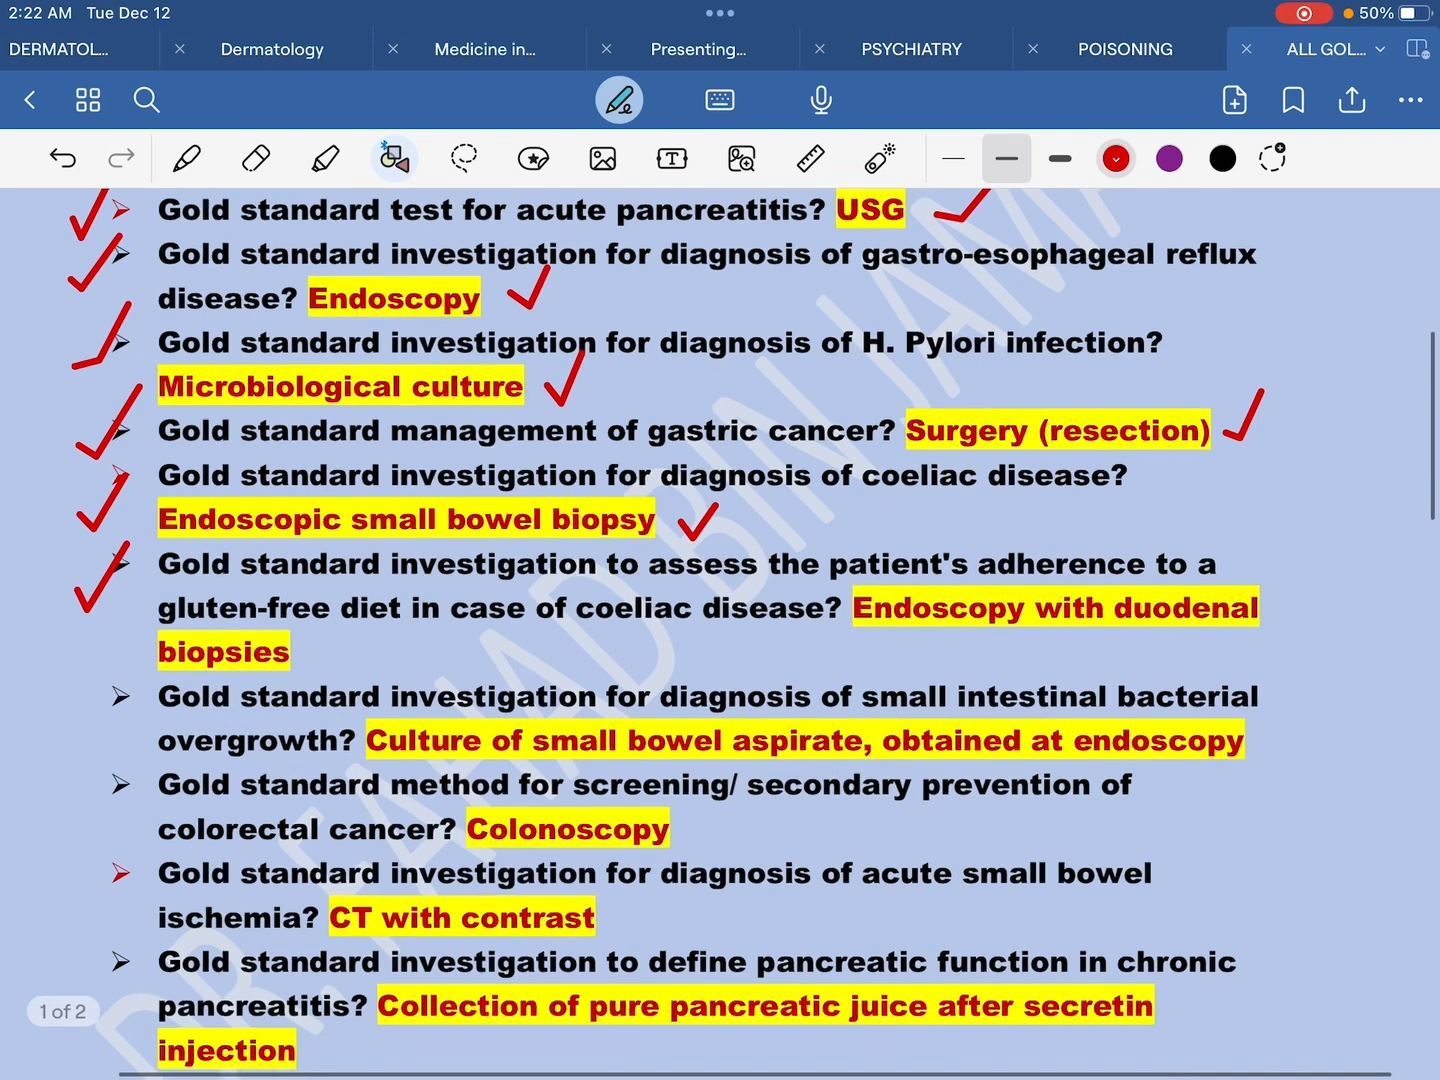 2:22 AM Tue Dec 12 50%
DERMATOL... Dermatology Medicine in... Presenting... PSYCHIATRY POISONING ALL GOL...
Gold standard test for acute pancreatitis? USG
Gold standard investigation for diagnosis of gastro-esophageal reflux
disease? Endoscopy
Gold standard investigation for diagnosis of H. Pylori infection?
Microbiological culture
Gold standard management of gastric cancer? Surgery (resection)
Gold standard investigation for diagnosis of coeliac disease?
Endoscopic small bowel biopsy
Gold standard investigation to assess the patient's adherence to a
gluten-free diet in case of coeliac disease? Endoscopy with duodenal
biopsies
Gold standard investigation for diagnosis of small intestinal bacterial
overgrowth? Culture of small bowel aspirate, obtained at endoscopy
Gold standard method for screening/ secondary prevention of
colorectal cancer? Colonoscopy
Gold standard investigation for diagnosis of acute small bowel
ischemia? CT with contrast
Gold standard investigation to define pancreatic function in chronic
pancreatitis? Collection of pure pancreatic juice after secretin
injection
1 of 2
DR. FAHAD BIN JAM